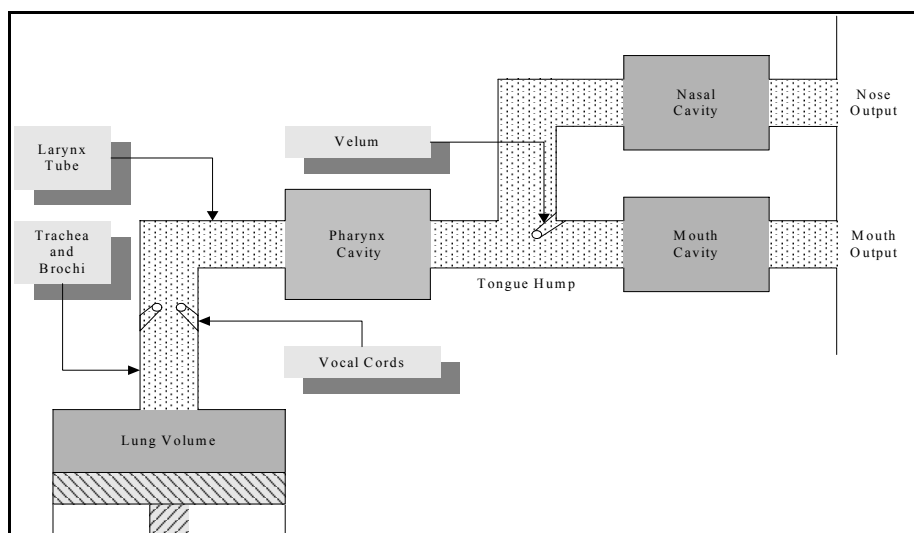 Nasal
Cavity
Nose
Output
Larynx
Tube
Velum
Trachea
and
Brochi
Pharynx
Cavity
Mouth
Cavity
Mouth
Output
Tongue Hump
Vocal Cords
Lung Volume